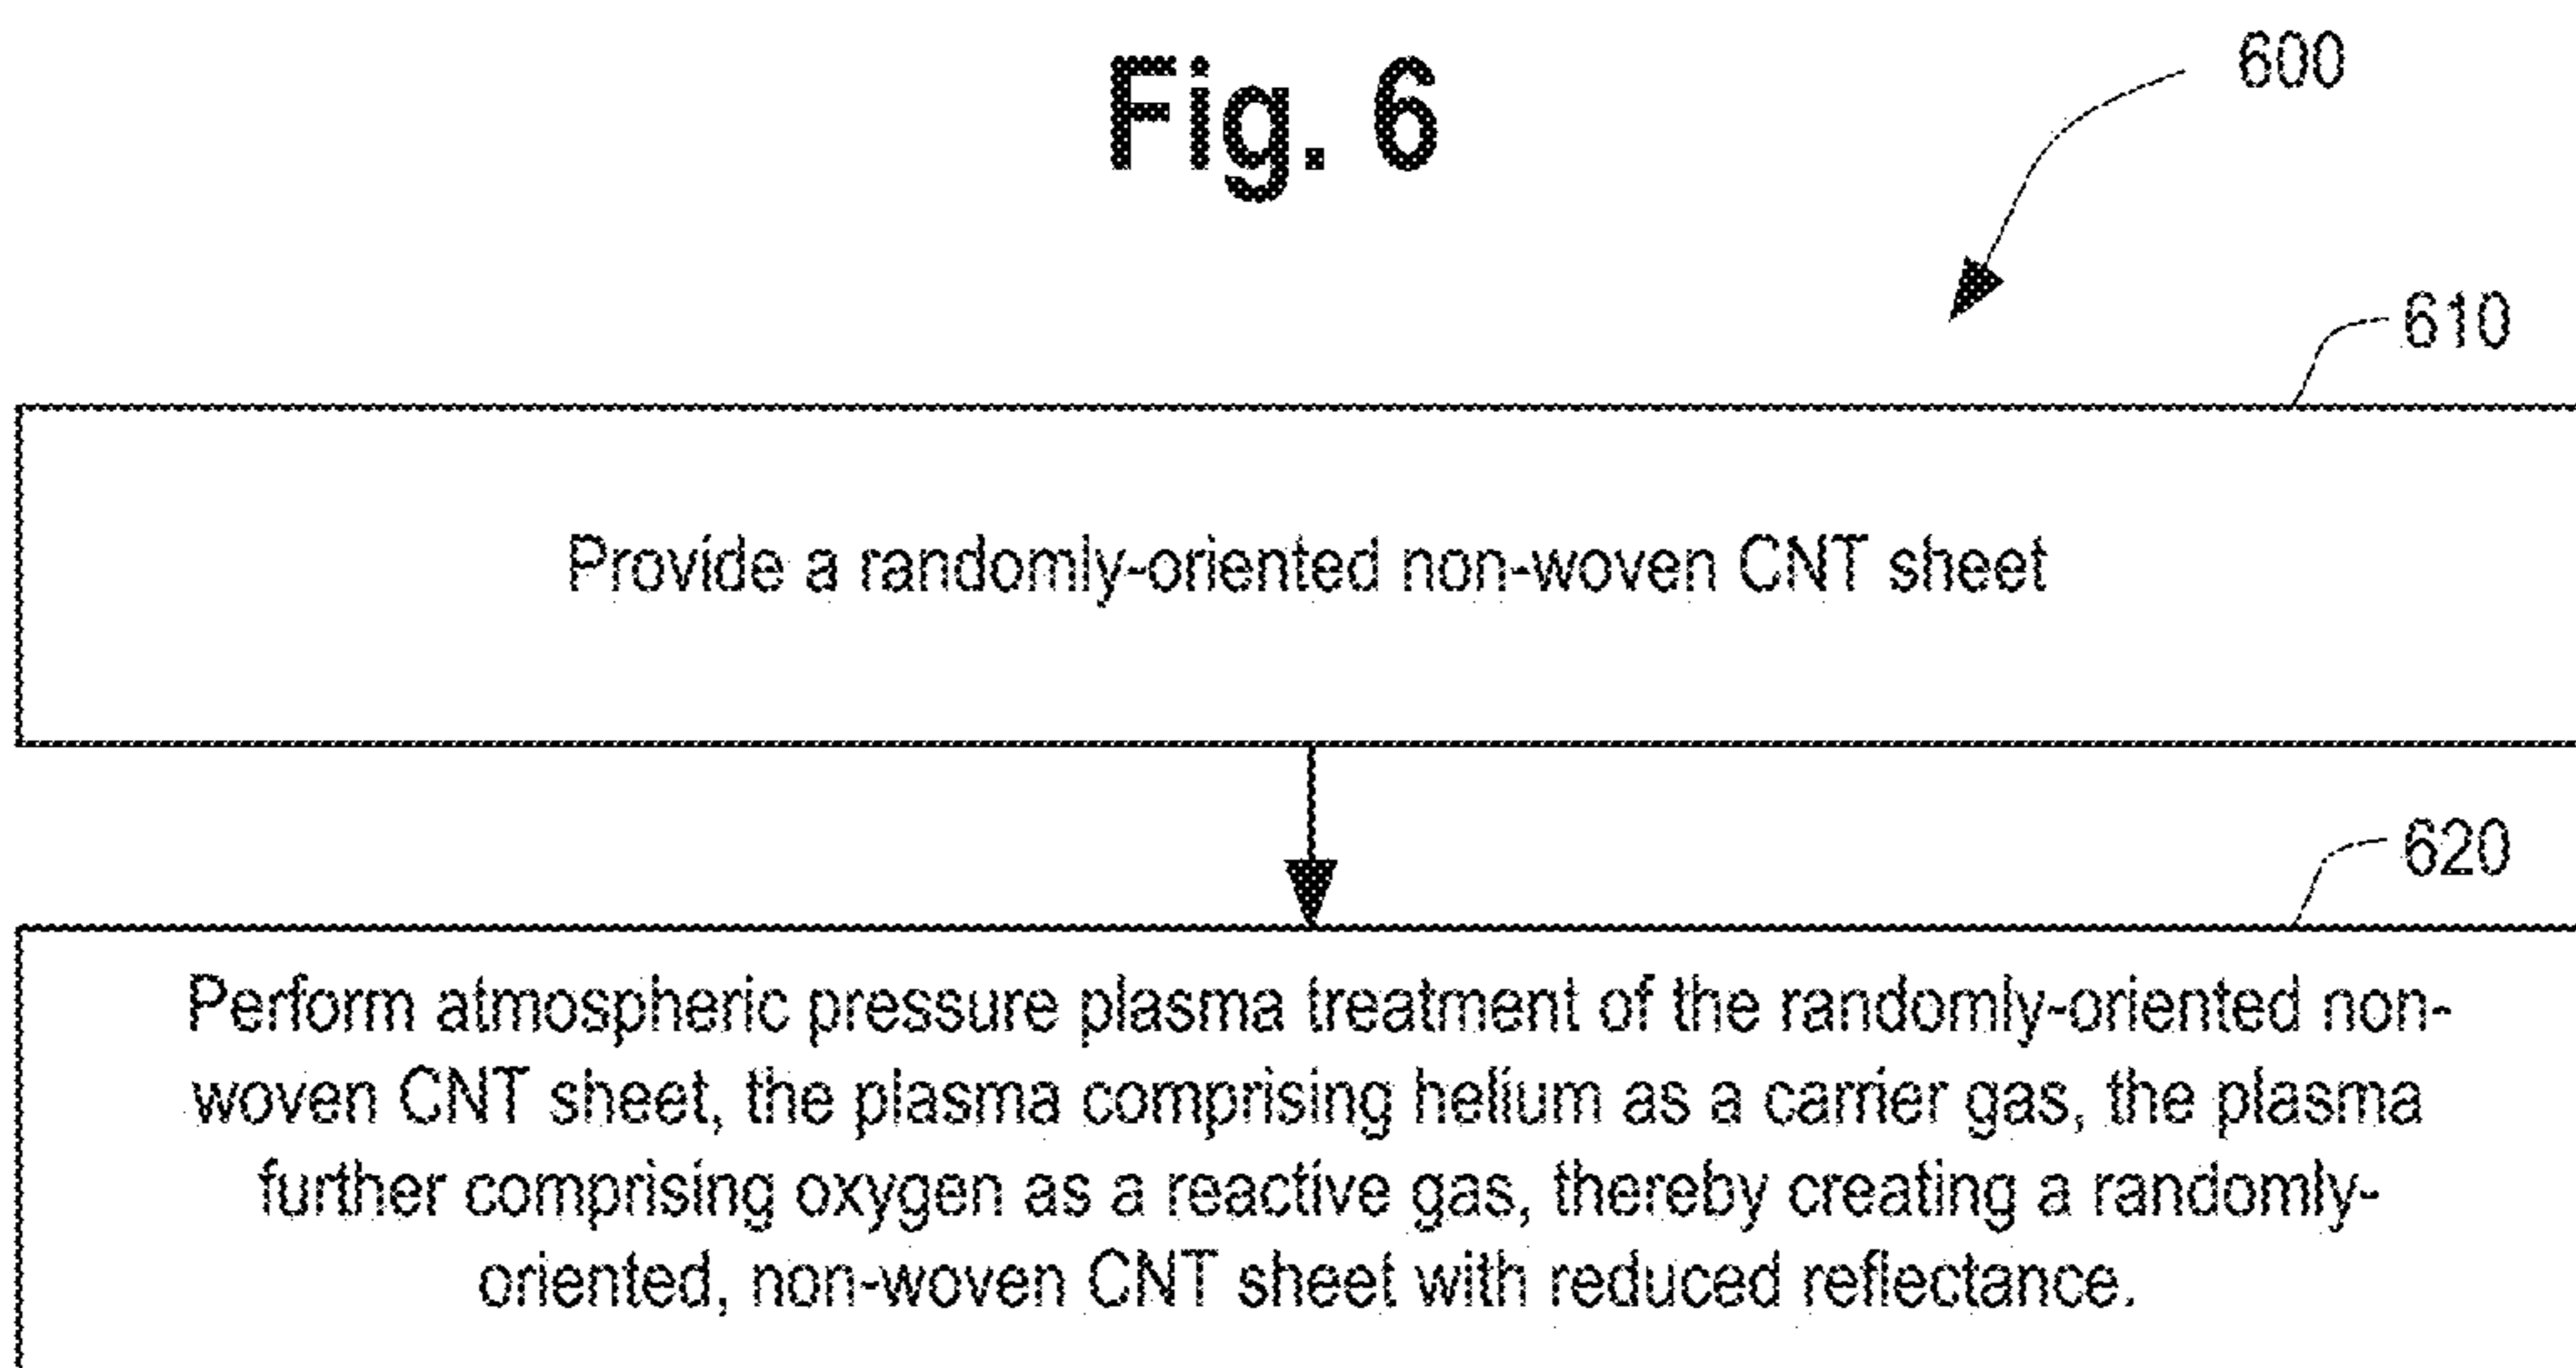 Fig. 6
600
610
Provide a randomly-oriented non-woven CNT sheet
620
Perform atmospheric pressure plasma treatment of the randomly-oriented non-
woven CNT sheet, the plasma comprising helium as a carrier gas, the plasma
further comprising oxygen as a reactive gas, thereby creating a randomly-
oriented, non-woven CNT sheet with reduced reflectance.